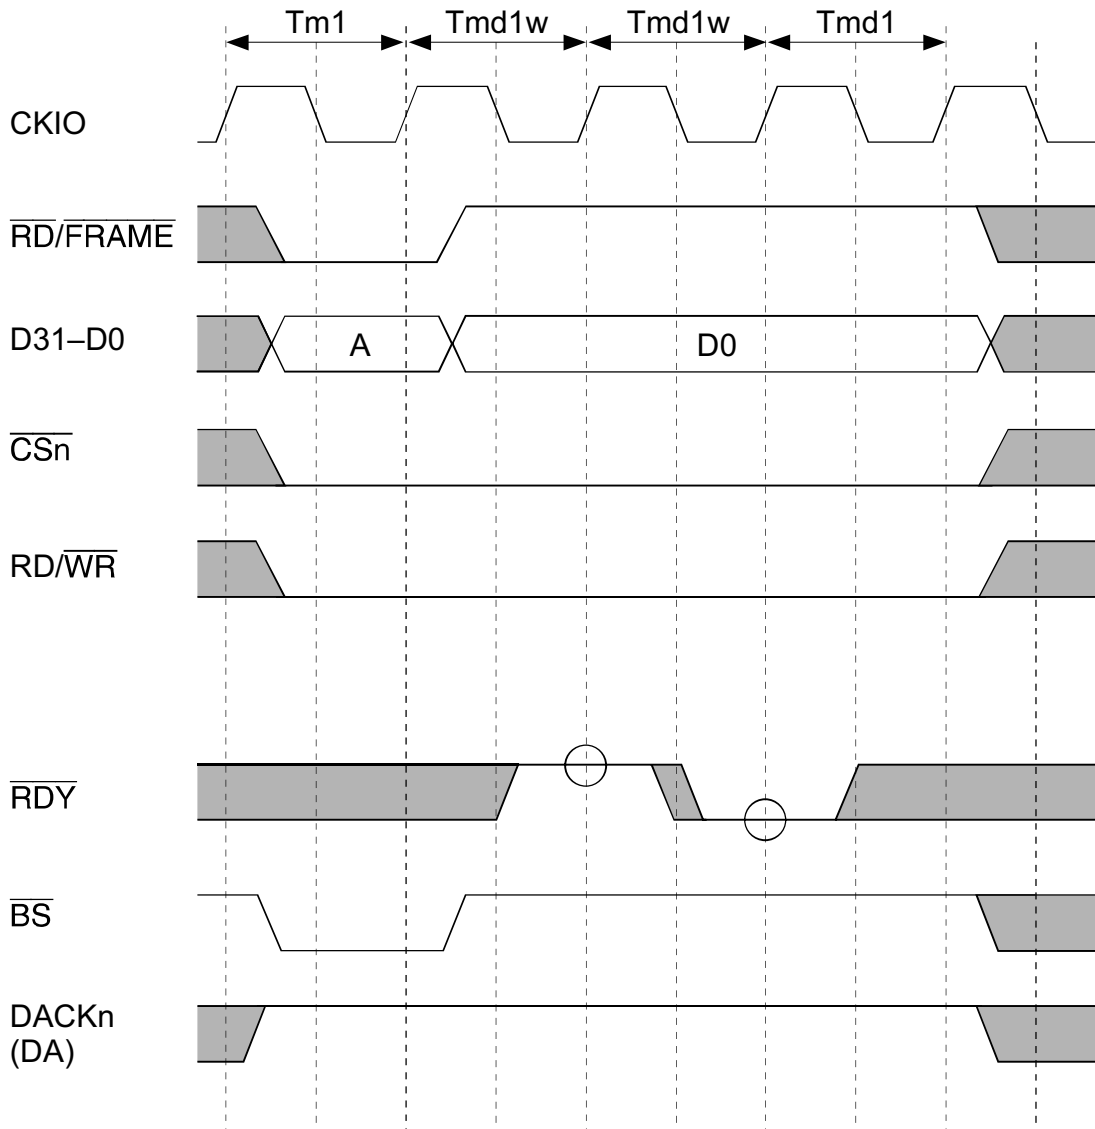 Tm1 Tmd1w Tmd1w Tmd1
CKIO
RD/FRAME
D31–D0
A D0
CSn
RD/WR
RDY
BS
DACKn
(DA)